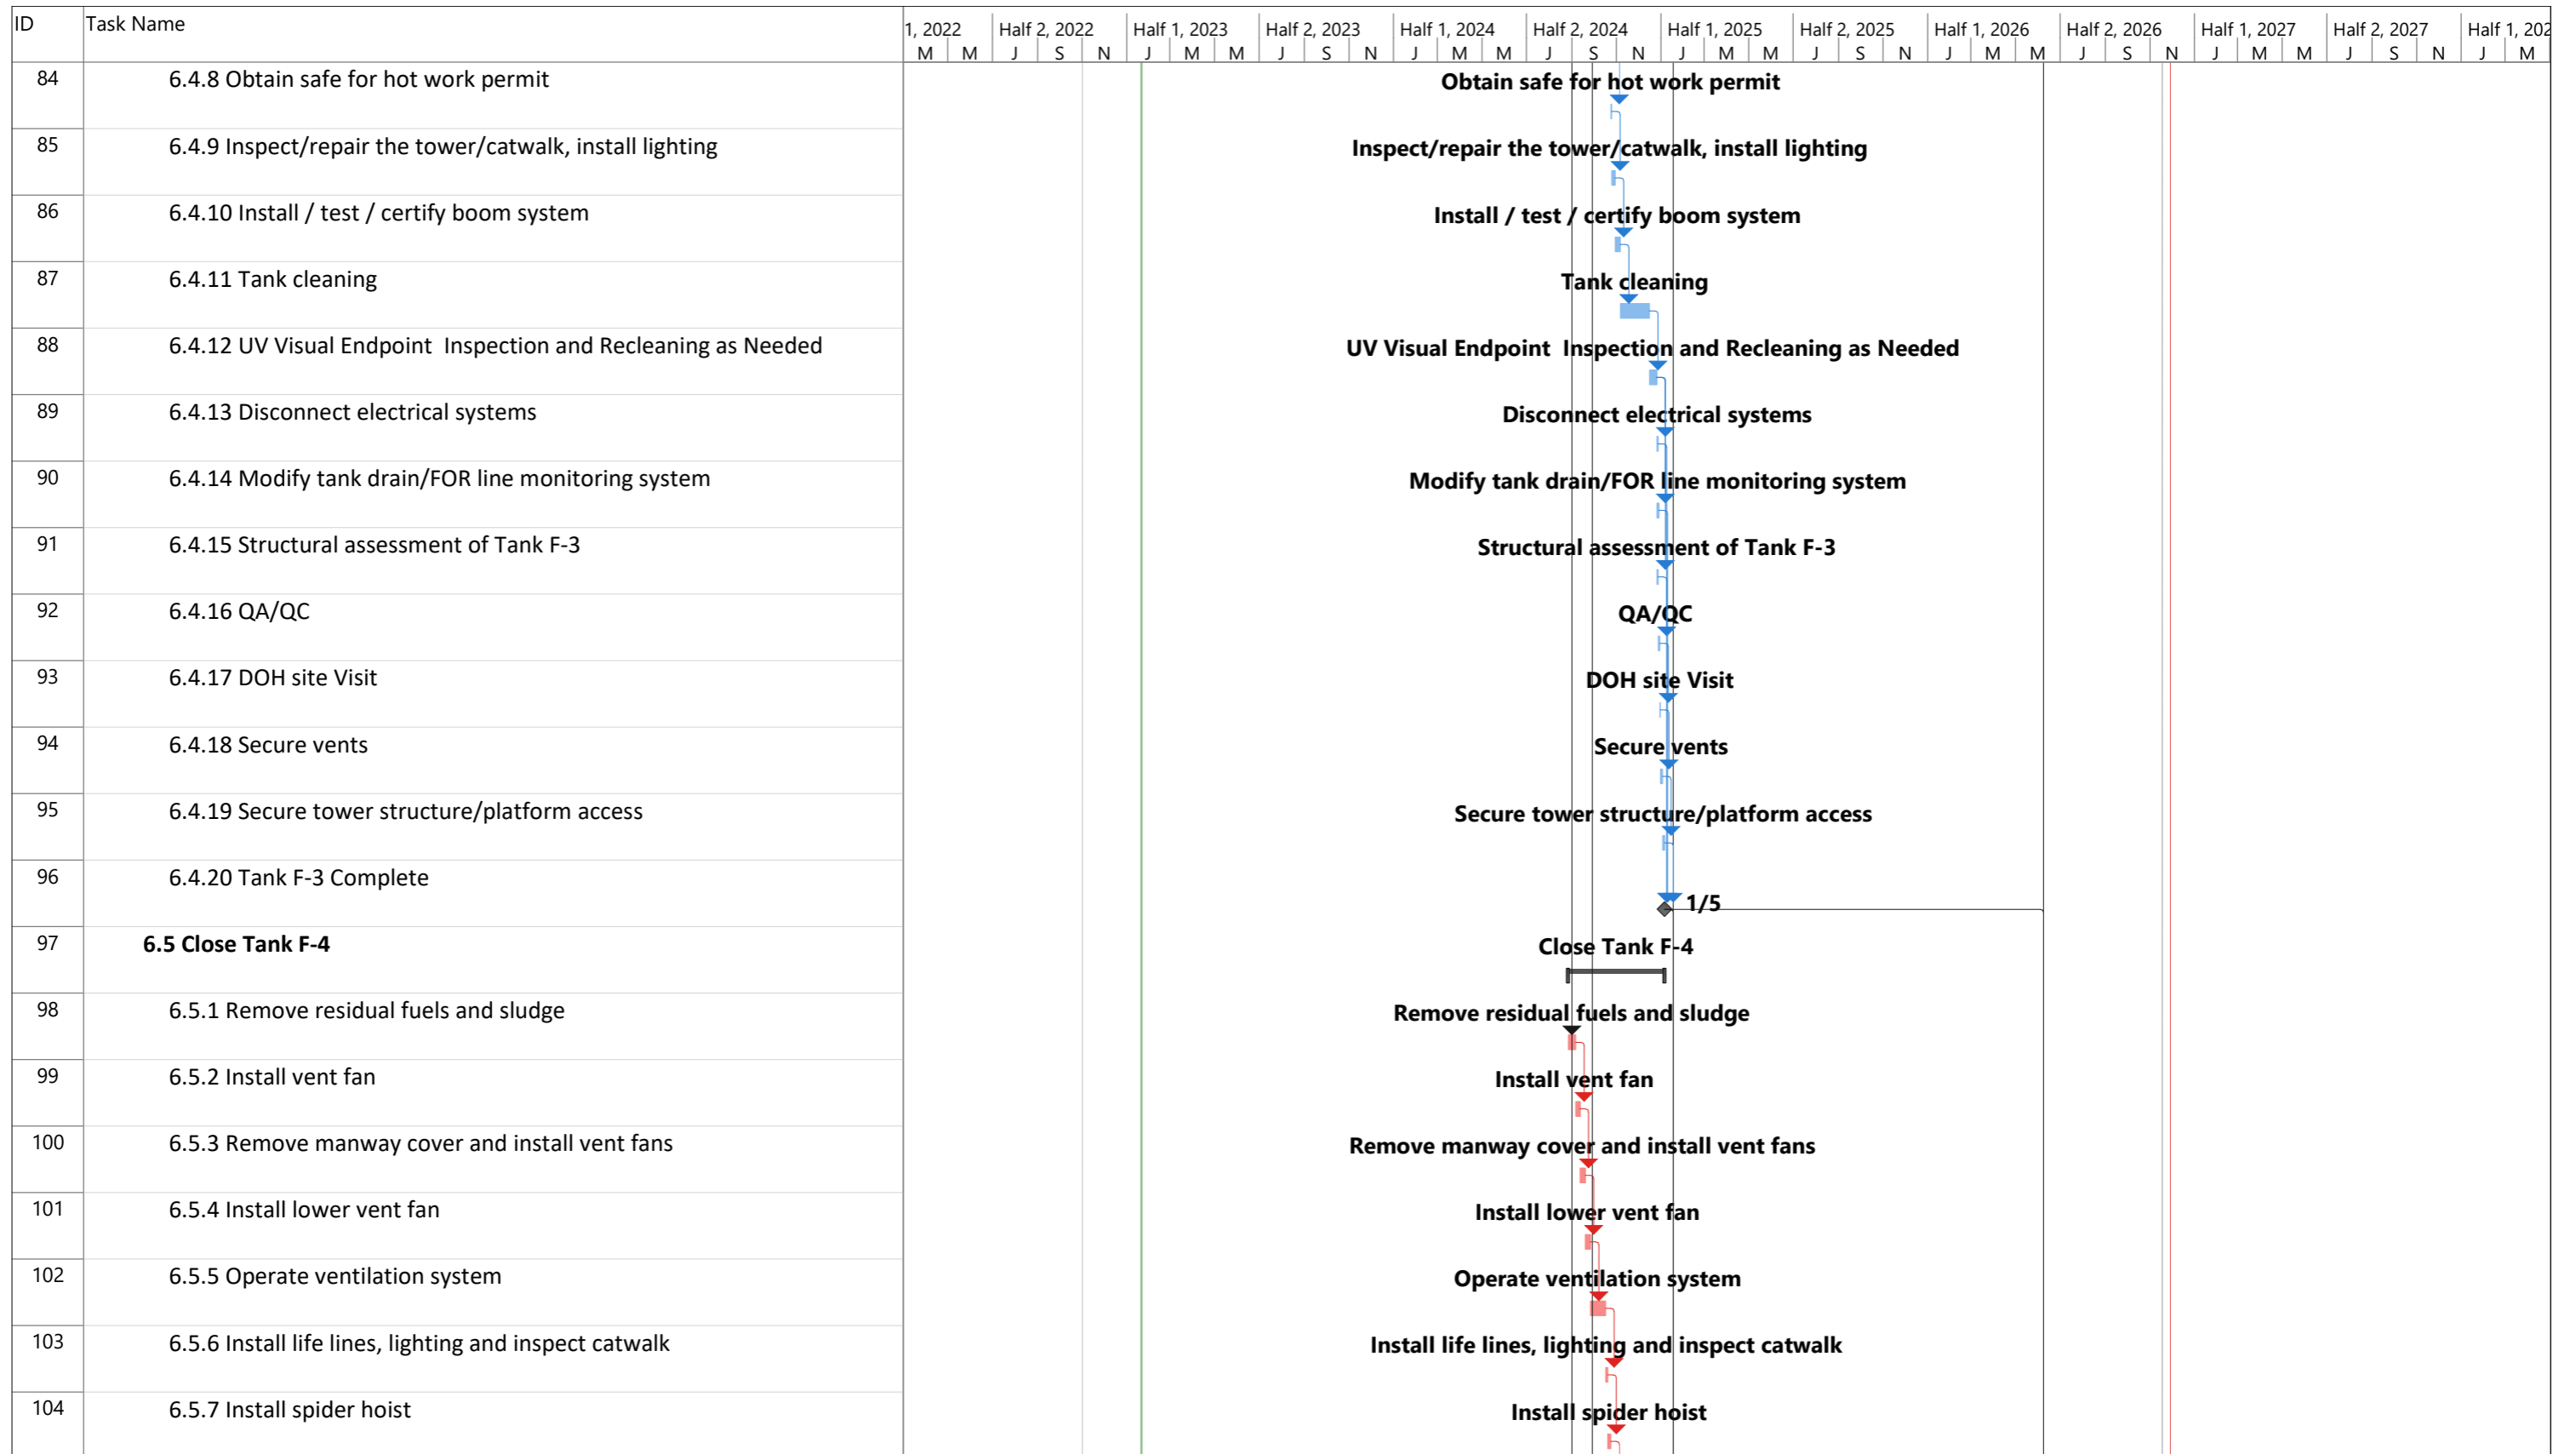 ID Task Name 1, 2022 Half 2, 2022 Half 1, 2023 Half 2, 2023 Half 1, 2024 Half 2, 2024 Half 1, 2025 Half 2, 2025 Half 1, 2026 Half 2, 2026 Half 1, 2027 Half 2, 2027 Half 1, 202
M M J S N J M M J S N J M M J S N J M M J S N J M M J S N J M M J S N J M
84 6.4.8 Obtain safe for hot work permit Obtain safe for hot work permit
85 6.4.9 Inspect/repair the tower/catwalk, install lighting Inspect/repair the tower/catwalk, install lighting
86 6.4.10 Install / test / certify boom system Install / test / certify boom system
87 6.4.11 Tank cleaning Tank cleaning
88 6.4.12 UV Visual Endpoint  Inspection and Recleaning as Needed UV Visual Endpoint  Inspection and Recleaning as Needed
89 6.4.13 Disconnect electrical systems Disconnect electrical systems
90 6.4.14 Modify tank drain/FOR line monitoring system Modify tank drain/FOR line monitoring system
91 6.4.15 Structural assessment of Tank F-3 Structural assessment of Tank F-3
92 6.4.16 QA/QC QA/QC
93 6.4.17 DOH site Visit DOH site Visit
94 6.4.18 Secure vents Secure vents
95 6.4.19 Secure tower structure/platform access Secure tower structure/platform access
96 6.4.20 Tank F-3 Complete 1/5
97 6.5 Close Tank F-4 Close Tank F-4
98 6.5.1 Remove residual fuels and sludge Remove residual fuels and sludge
99 6.5.2 Install vent fan Install vent fan
100 6.5.3 Remove manway cover and install vent fans Remove manway cover and install vent fans
101 6.5.4 Install lower vent fan Install lower vent fan
102 6.5.5 Operate ventilation system Operate ventilation system
103 6.5.6 Install life lines, lighting and inspect catwalk Install life lines, lighting and inspect catwalk
104 6.5.7 Install spider hoist Install spider hoist